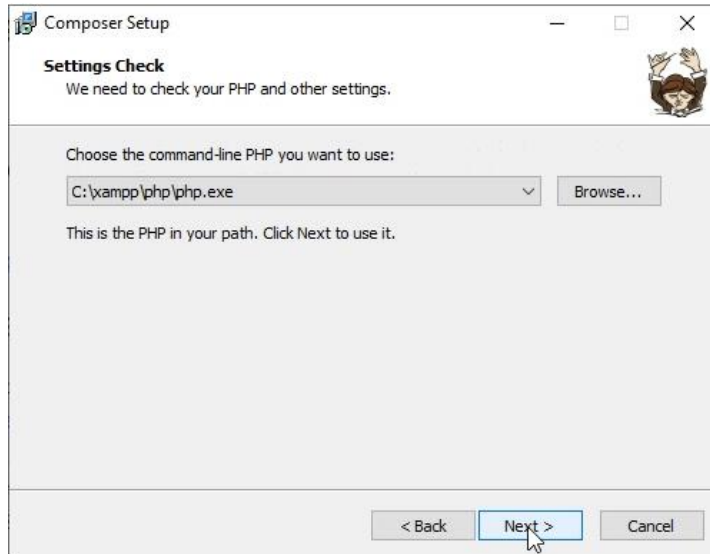 Composer Setup
Settings Check
We need to check your PHP and other settings.
Choose the command-line PHP you want to use:
C:\xampp\php\php.exe
Browse...
This is the PHP in your path. Click Next to use it.
< Back
Next >
Cancel